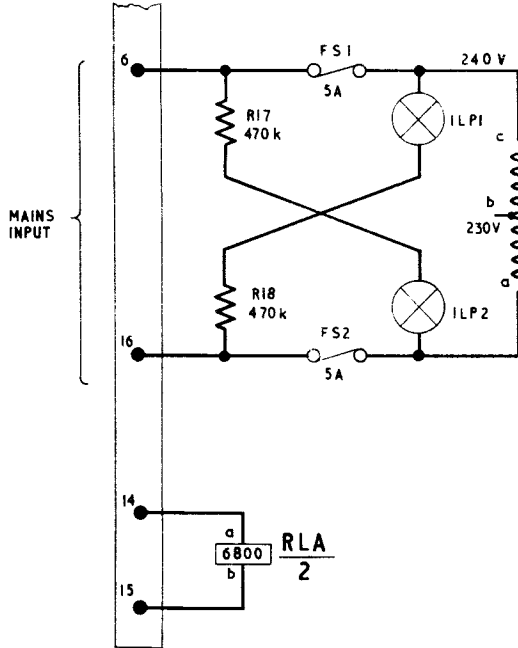 6
FS1
5A
240 V
R17
470 k
ILP1
c
b
230V
a
MAINS
INPUT
R18
470 k
ILP2
16
FS2
5A
14
a
6800
b
RLA
2
15